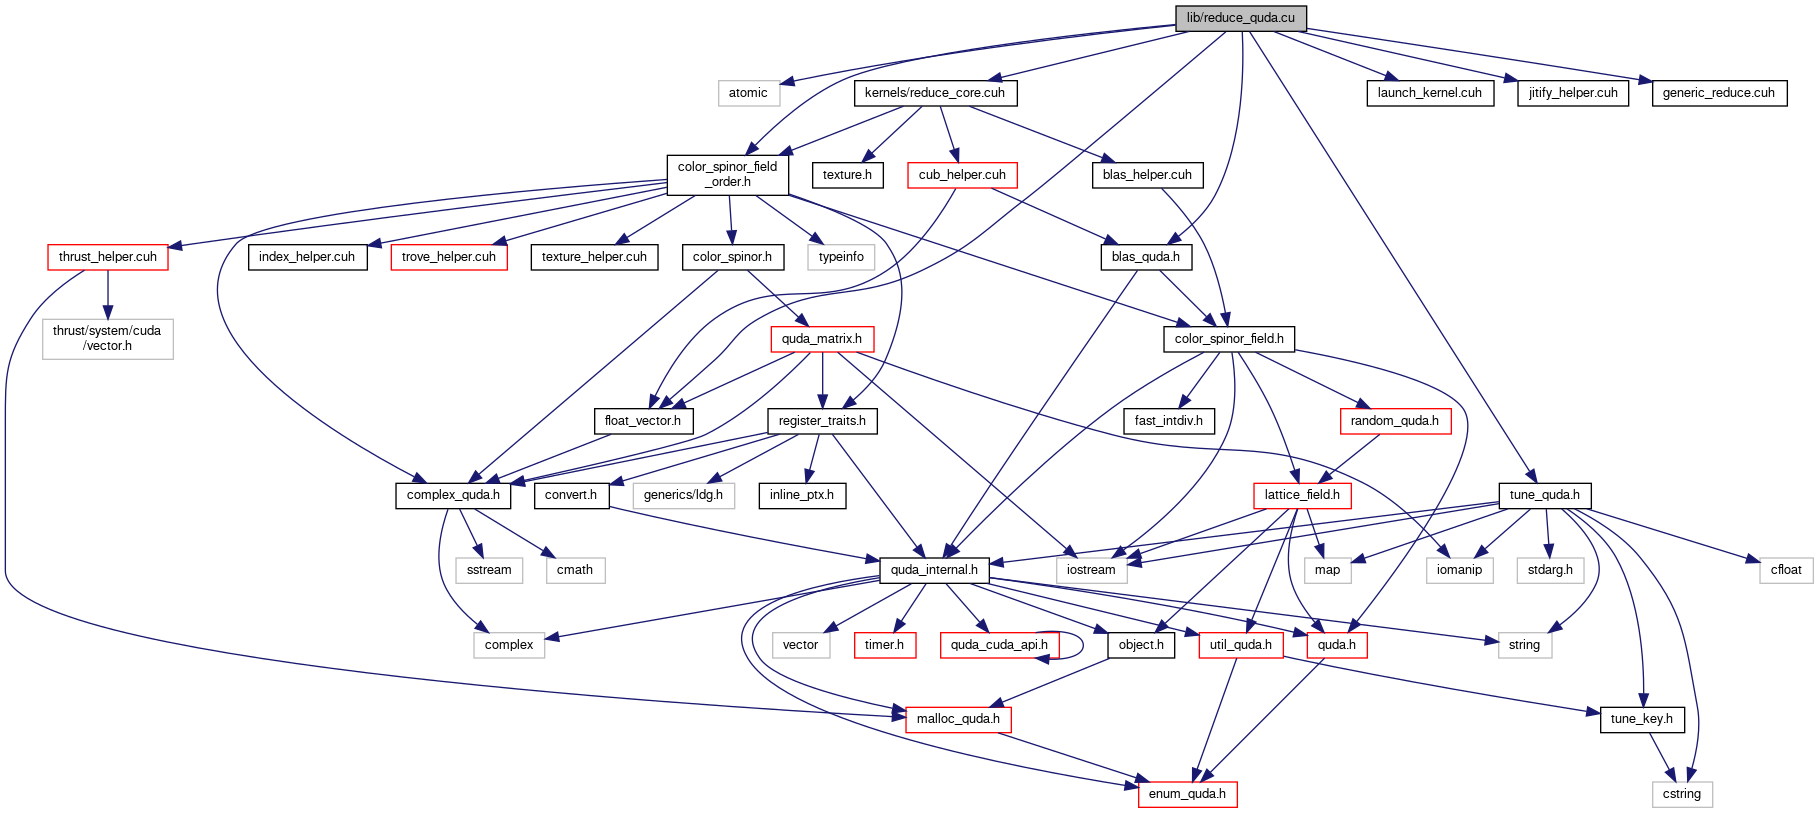 lib/reduce_quda.cu
atomic
kernels/reduce_core.cuh
launch_kernel.cuh
jitify_helper.cuh
generic_reduce.cuh
color_spinor_field
_order.h
texture.h
cub_helper.cuh
blas_helper.cuh
thrust_helper.cuh
index_helper.cuh
trove_helper.cuh
texture_helper.cuh
color_spinor.h
typeinfo
blas_quda.h
thrust/system/cuda
/vector.h
quda_matrix.h
color_spinor_field.h
float_vector.h
register_traits.h
fast_intdiv.h
random_quda.h
complex_quda.h
convert.h
generics/ldg.h
inline_ptx.h
lattice_field.h
tune_quda.h
sstream
cmath
quda_internal.h
iostream
map
iomanip
stdarg.h
cfloat
complex
vector
timer.h
quda_cuda_api.h
object.h
util_quda.h
quda.h
string
malloc_quda.h
tune_key.h
enum_quda.h
cstring